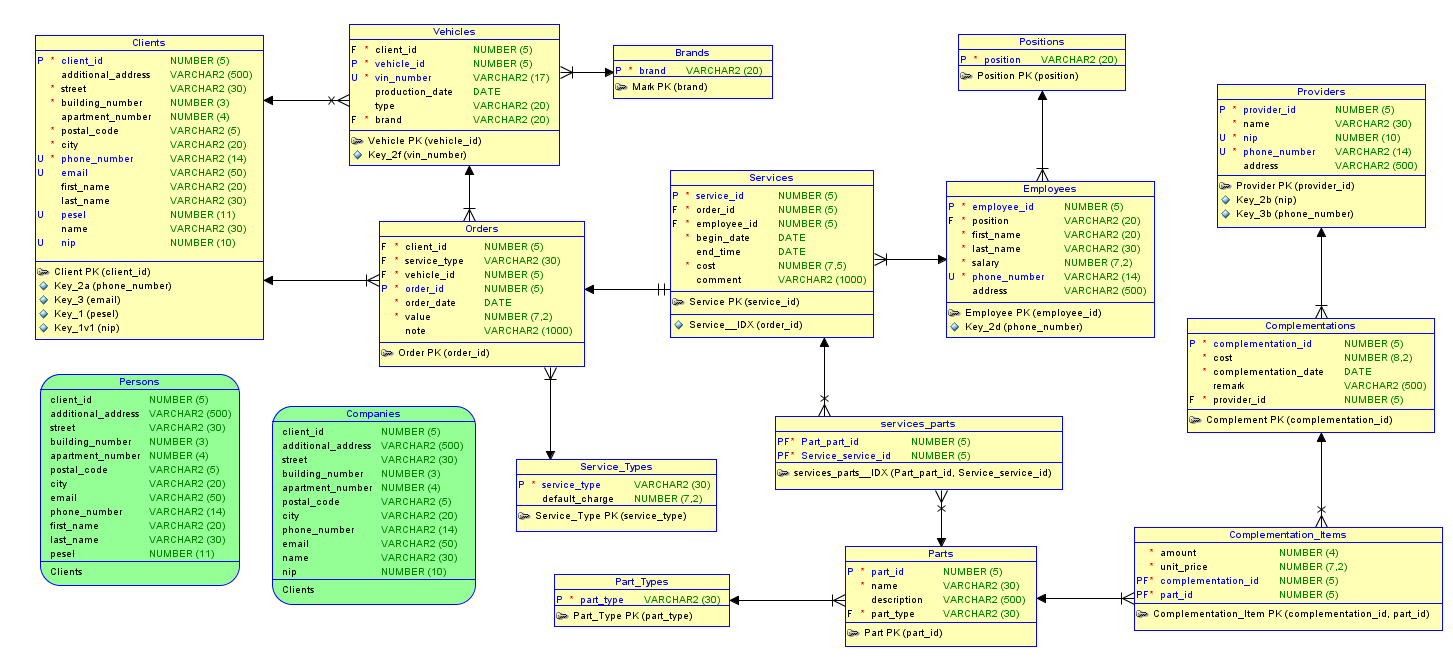 Clients
P * client_id NUMBER (5)
additional_address VARCHAR2 (500)
* street VARCHAR2 (30)
* building_number NUMBER (3)
apartment_number NUMBER (4)
* postal_code VARCHAR2 (5)
* city VARCHAR2 (20)
U * phone_number VARCHAR2 (14)
U email VARCHAR2 (50)
first_name VARCHAR2 (20)
last_name VARCHAR2 (30)
U pesel NUMBER (11)
name VARCHAR2 (30)
U nip NUMBER (10)
Client PK (client_id)
Key_2a (phone_number)
Key_3 (email)
Key_1 (pesel)
Key_1v1 (nip)
Vehicles
F * client_id NUMBER (5)
P * vehicle_id NUMBER (5)
U * vin_number VARCHAR2 (17)
production_date DATE
type VARCHAR2 (20)
F * brand VARCHAR2 (20)
Vehicle PK (vehicle_id)
Key_2f (vin_number)
Brands
P * brand VARCHAR2 (20)
Mark PK (brand)
Positions
P * position VARCHAR2 (20)
Position PK (position)
Providers
P * provider_id NUMBER (5)
* name VARCHAR2 (30)
U * nip NUMBER (10)
U * phone_number VARCHAR2 (14)
address VARCHAR2 (500)
Provider PK (provider_id)
Key_2b (nip)
Key_3b (phone_number)
Services
P * service_id NUMBER (5)
F * order_id NUMBER (5)
F * employee_id NUMBER (5)
* begin_date DATE
end_time DATE
* cost NUMBER (7,5)
comment VARCHAR2 (1000)
Service PK (service_id)
Service__IDX (order_id)
Employees
P * employee_id NUMBER (5)
F * position VARCHAR2 (20)
* first_name VARCHAR2 (20)
* last_name VARCHAR2 (30)
* salary NUMBER (7,2)
U * phone_number VARCHAR2 (14)
address VARCHAR2 (500)
Employee PK (employee_id)
Key_2d (phone_number)
Orders
F * client_id NUMBER (5)
F * service_type VARCHAR2 (30)
F * vehicle_id NUMBER (5)
P * order_id NUMBER (5)
* order_date DATE
* value NUMBER (7,2)
note VARCHAR2 (1000)
Order PK (order_id)
Complementations
P * complementation_id NUMBER (5)
* cost NUMBER (8,2)
* complementation_date DATE
remark VARCHAR2 (500)
F * provider_id NUMBER (5)
Complement PK (complementation_id)
Persons
client_id NUMBER (5)
additional_address VARCHAR2 (500)
street VARCHAR2 (30)
building_number NUMBER (3)
apartment_number NUMBER (4)
postal_code VARCHAR2 (5)
city VARCHAR2 (20)
email VARCHAR2 (50)
phone_number VARCHAR2 (14)
first_name VARCHAR2 (20)
last_name VARCHAR2 (30)
pesel NUMBER (11)
Clients
Companies
client_id NUMBER (5)
additional_address VARCHAR2 (500)
street VARCHAR2 (30)
building_number NUMBER (3)
apartment_number NUMBER (4)
postal_code VARCHAR2 (5)
city VARCHAR2 (20)
phone_number VARCHAR2 (14)
email VARCHAR2 (50)
name VARCHAR2 (30)
nip NUMBER (10)
Clients
services_parts
PF* Part_part_id NUMBER (5)
PF* Service_service_id NUMBER (5)
services_parts__IDX (Part_part_id, Service_service_id)
Service_Types
P * service_type VARCHAR2 (30)
default_charge NUMBER (7,2)
Service_Type PK (service_type)
Part_Types
P * part_type VARCHAR2 (30)
Part_Type PK (part_type)
Parts
P * part_id NUMBER (5)
* name VARCHAR2 (30)
description VARCHAR2 (500)
F * part_type VARCHAR2 (30)
Part PK (part_id)
Complementation_Items
* amount NUMBER (4)
* unit_price NUMBER (7,2)
PF* complementation_id NUMBER (5)
PF* part_id NUMBER (5)
Complementation_Item PK (complementation_id, part_id)